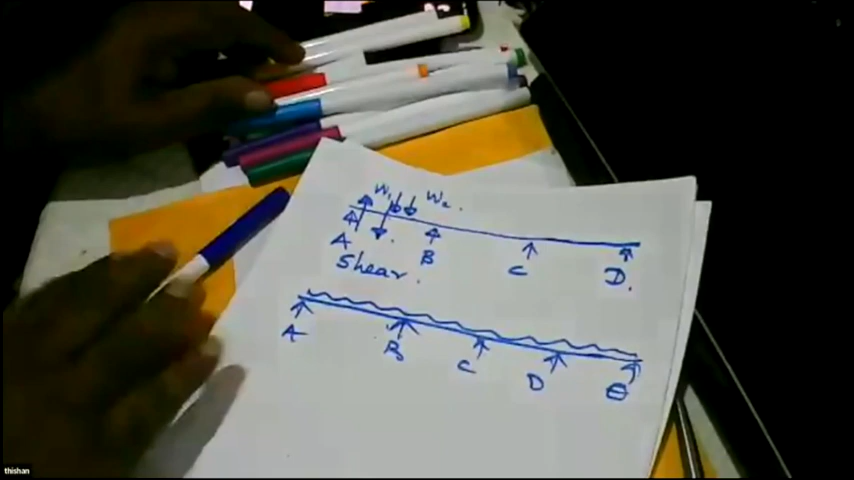 W₁ W₂.
A B C D.
Shear.
A B C D E
thishan